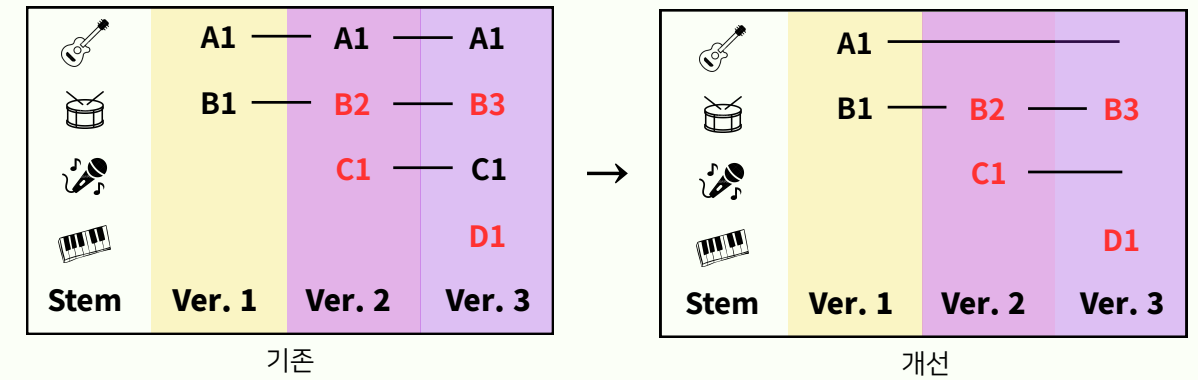 A1 A1 A1
B1 B2 B3
C1 C1
D1
Stem Ver. 1 Ver. 2 Ver. 3
기존
→
A1
B1 B2 B3
C1
D1
Stem Ver. 1 Ver. 2 Ver. 3
개선